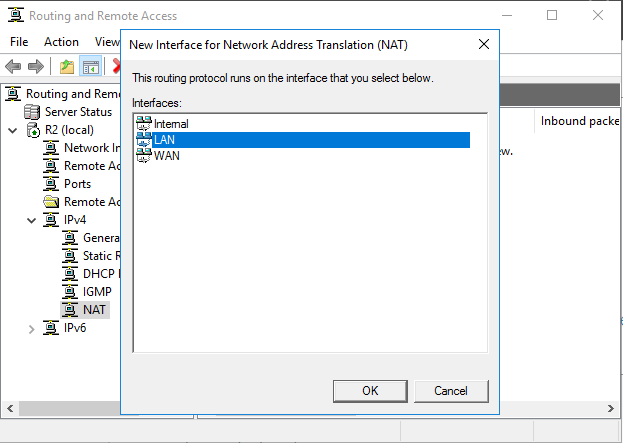 Routing and Remote Access
File Action View
New Interface for Network Address Translation (NAT)
This routing protocol runs on the interface that you select below.
Interfaces:
Internal
LAN
WAN
OK Cancel
Routing and Remo
Server Status
R2 (local)
Network In
Remote Ac
Ports
Remote Ac
IPv4
Genera
Static R
DHCP
IGMP
NAT
IPv6
Inbound packe
ew.